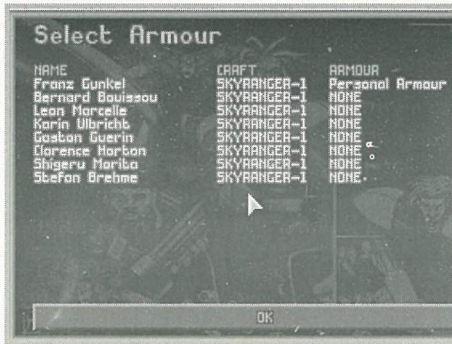 Select Armour
NAME CRAFT ARMOUR
Franz Gunkel SKYRANGER-1 Personal Armour
Bernard Bouissou SKYRANGER-1 NONE
Leon Marcelle SKYRANGER-1 NONE
Karin Ulbricht SKYRANGER-1 NONE
Gaston Guerin SKYRANGER-1 NONE
Clarence Horton SKYRANGER-1 NONE
Shigeru Morita SKYRANGER-1 NONE
Stefan Brehme SKYRANGER-1 NONE
OK